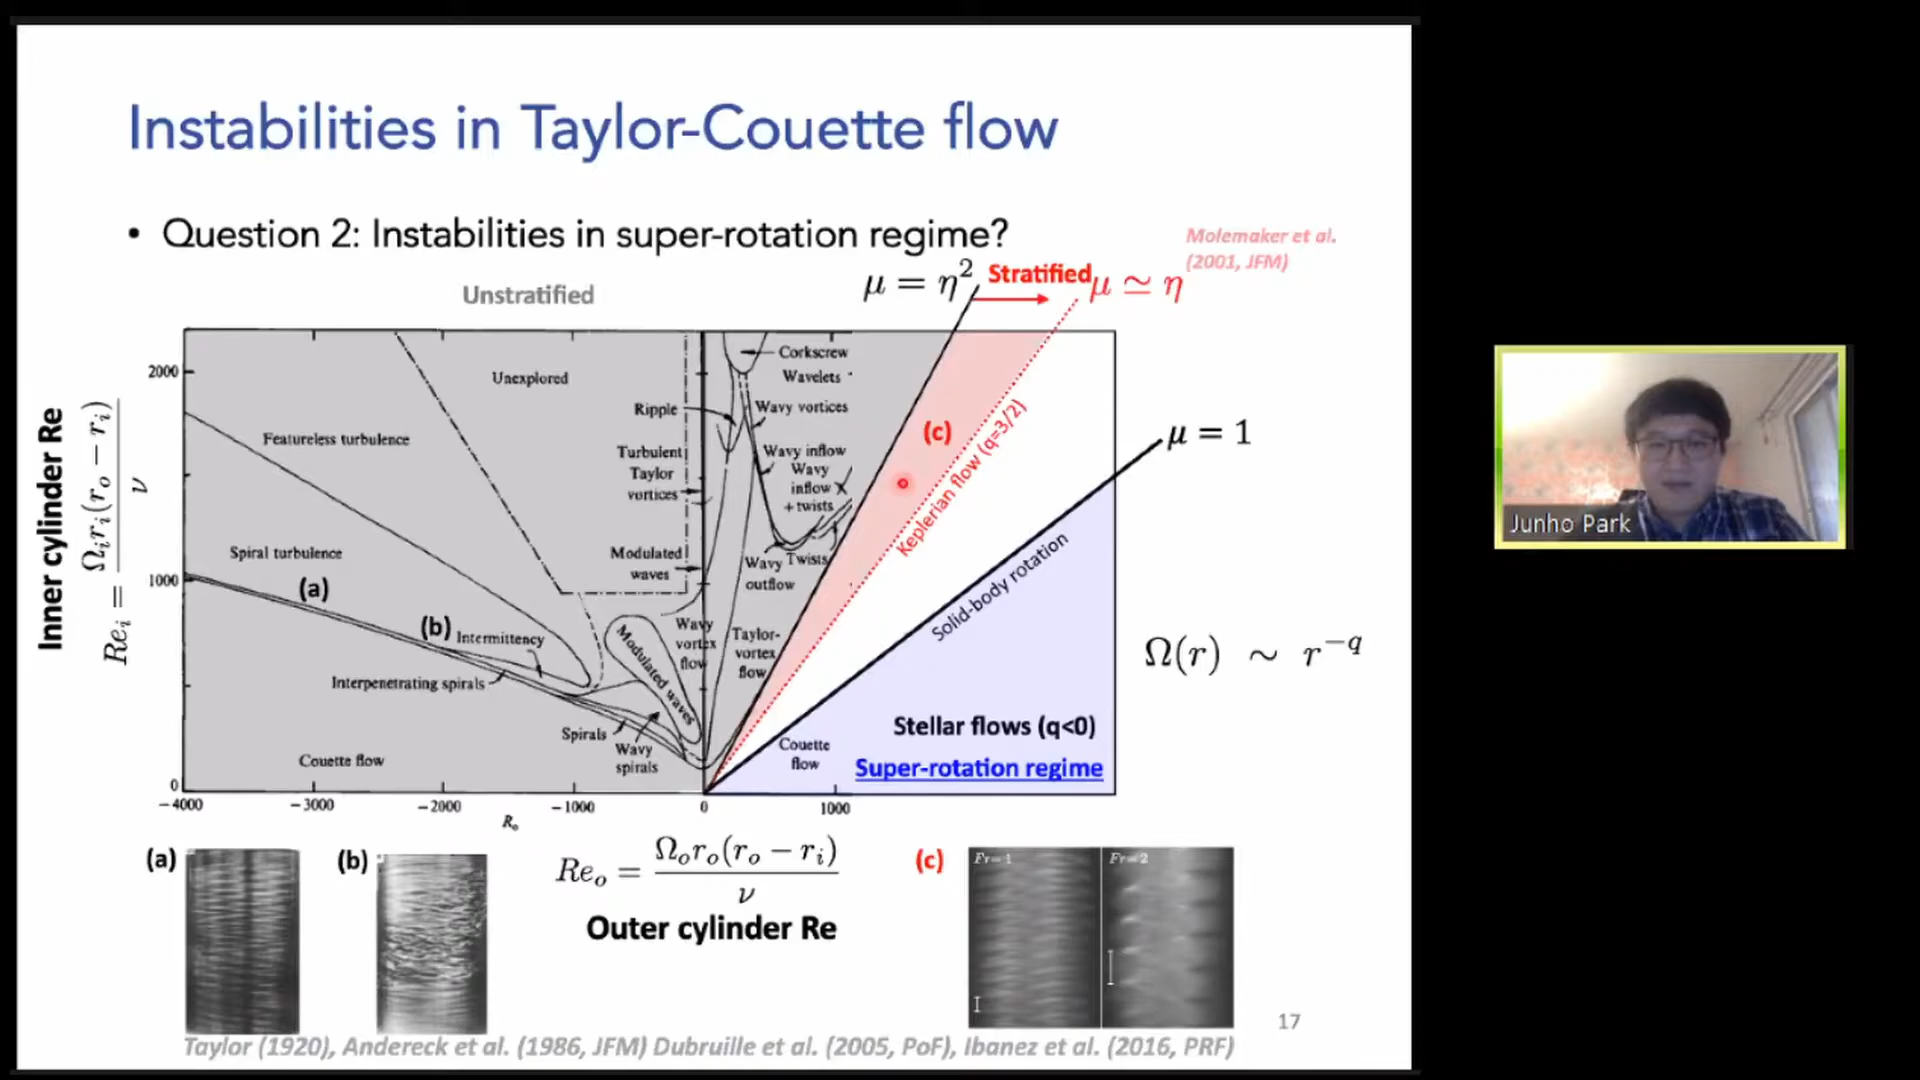 Instabilities in Taylor-Couette flow
• Question 2: Instabilities in super-rotation regime?
Molemaker et al.
(2001, JFM)
Unstratified
μ = η²
Stratified
μ ≃ η
μ = 1
Inner cylinder Re
Re_i = Ω_i r_i (r_o − r_i) / ν
2000
1000
0
Unexplored
Featureless turbulence
Spiral turbulence
(a)
(b)
Intermittency
Interpenetrating spirals
Spirals
Wavy
spirals
Couette flow
Modulated waves
Ripple
Turbulent
Taylor
vortices
Modulated
waves
Wavy
vortex
flow
Corkscrew
Wavelets
Wavy vortices
Wavy inflow
Wavy
inflow
+ twists
Wavy
outflow
Twists
Taylor-
vortex
flow
(c)
Keplerian flow (q=3/2)
Solid-body rotation
Ω(r) ∼ r^−q
Stellar flows (q<0)
Couette
flow
Super-rotation regime
−4000
−3000
−2000
−1000
0
1000
R_o
Re_o = Ω_o r_o (r_o − r_i) / ν
Outer cylinder Re
(a)
(b)
(c)
Fr=1
Fr=2
17
Taylor (1920), Andereck et al. (1986, JFM) Dubruille et al. (2005, PoF), Ibanez et al. (2016, PRF)
Junho Park